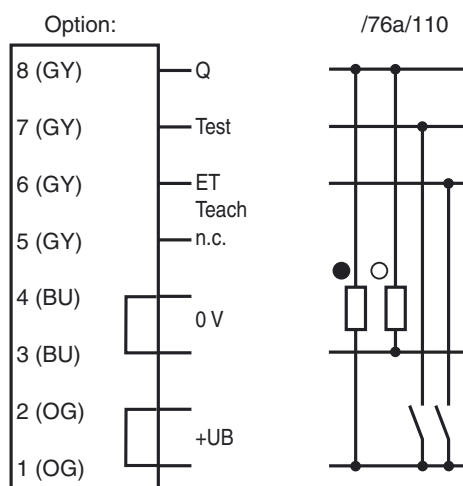 Option: /76a/110
8 (GY) Q
7 (GY) Test
6 (GY) ET
Teach
5 (GY) n.c.
4 (BU)
0 V
3 (BU)
2 (OG)
+UB
1 (OG)